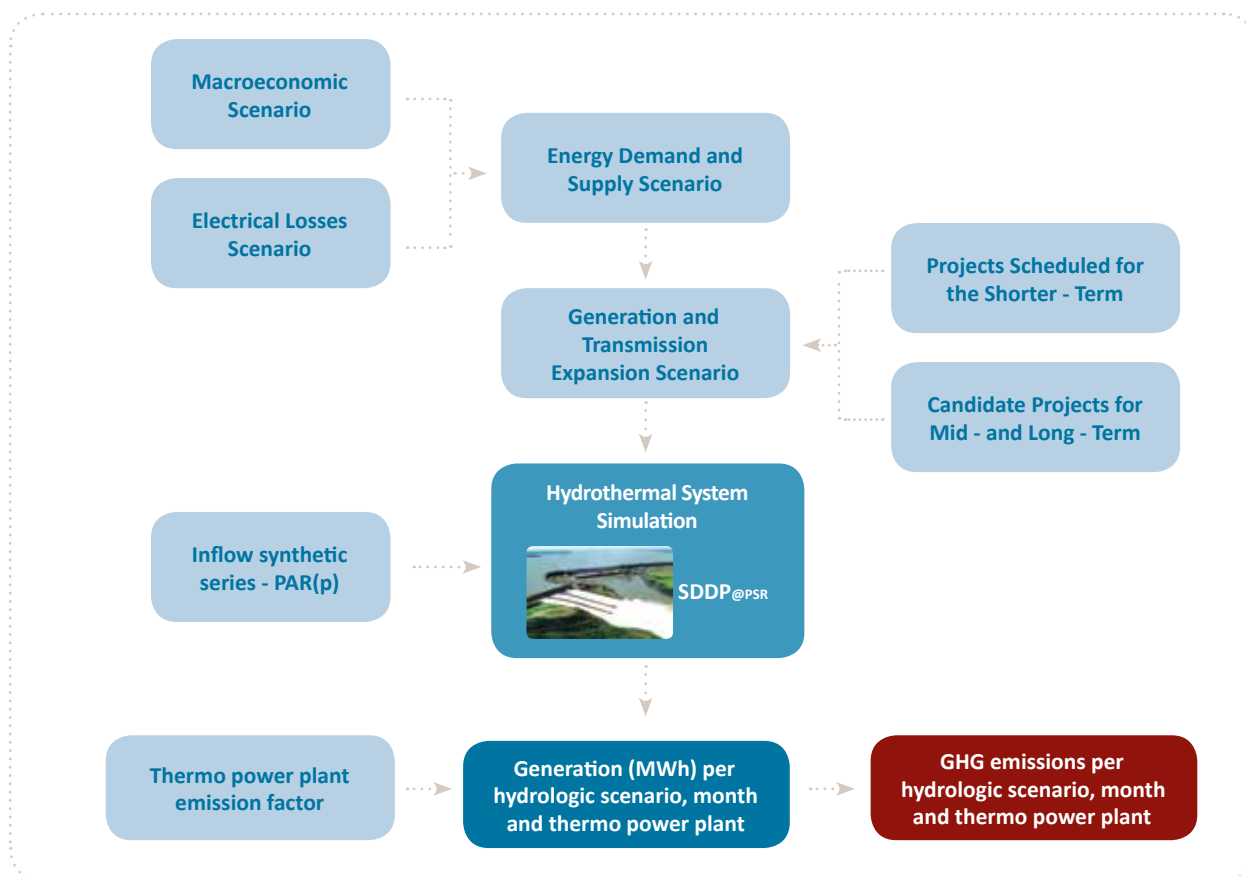 Macroeconomic
Scenario
Electrical Losses
Scenario
Energy Demand and
Supply Scenario
Projects Scheduled for
the Shorter - Term
Generation and
Transmission
Expansion Scenario
Candidate Projects for
Mid - and Long - Term
Hydrothermal System
Simulation
SDDP@PSR
Inflow synthetic
series - PAR(p)
Thermo power plant
emission factor
Generation (MWh) per
hydrologic scenario, month
and thermo power plant
GHG emissions per
hydrologic scenario, month
and thermo power plant